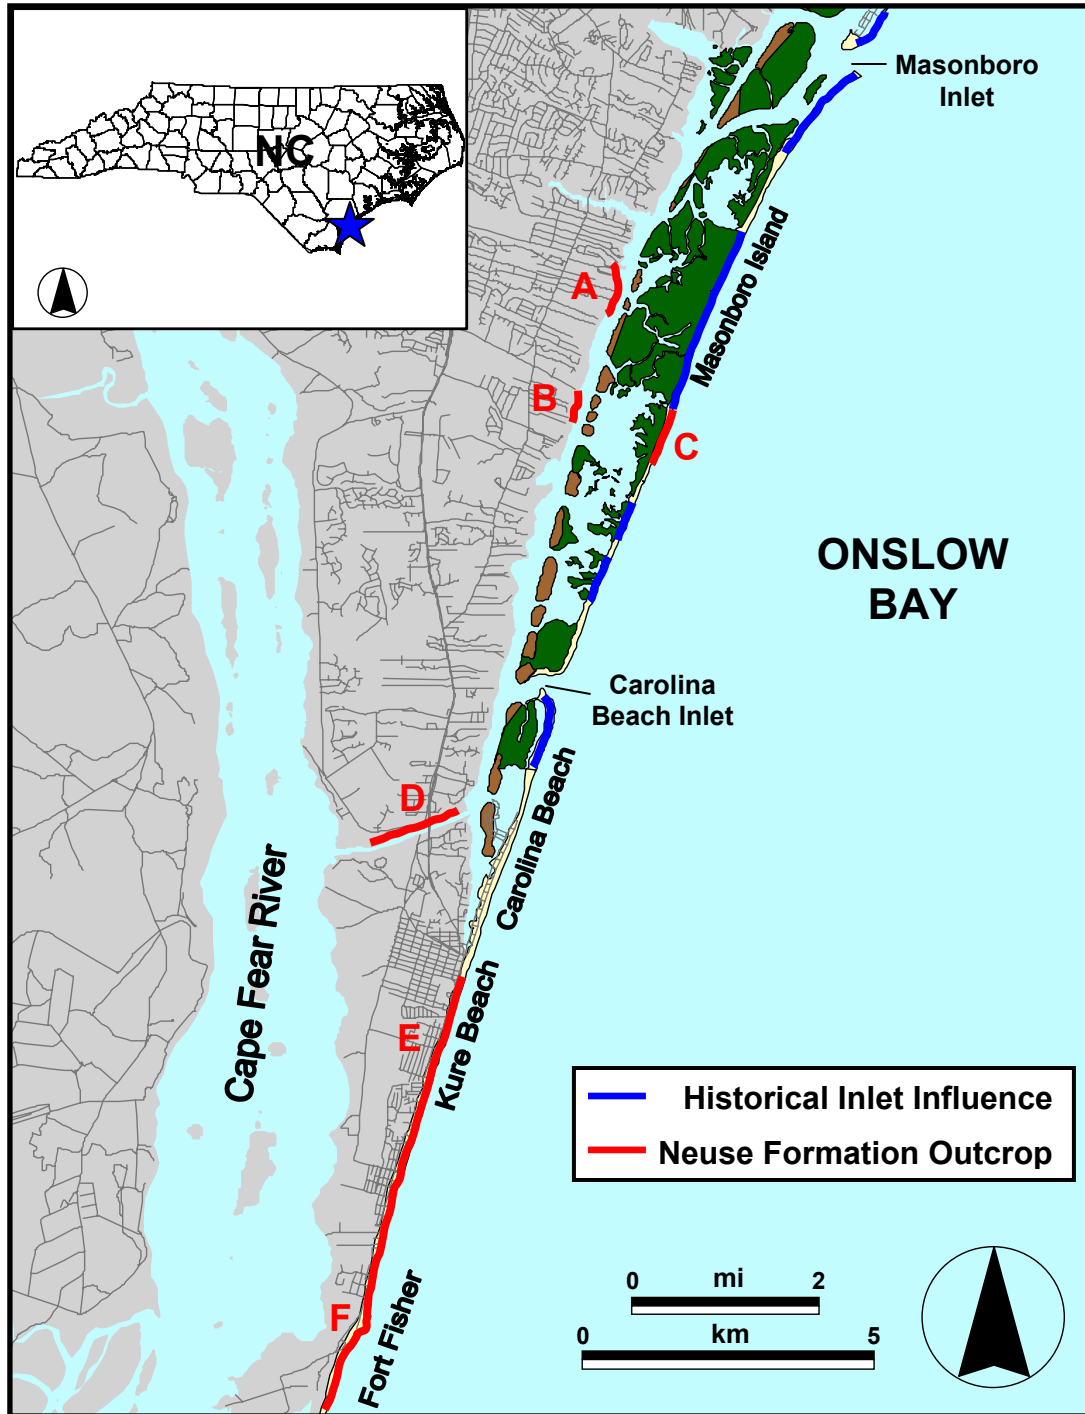 NC
Masonboro
Inlet
Masonboro Island
A
B
C
ONSLOW
BAY
Carolina
Beach Inlet
Carolina Beach
D
Cape Fear River
E
Kure Beach
Historical Inlet Influence
Neuse Formation Outcrop
0 mi 2
km
0 5
F
Fort Fisher